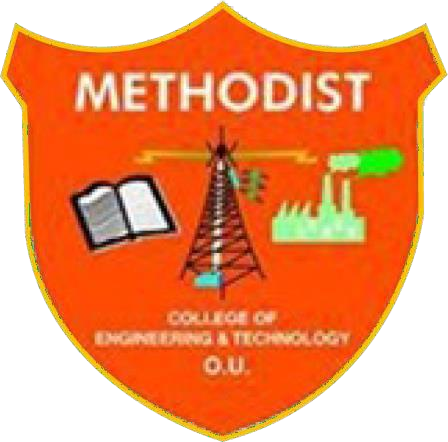 METHODIST
COLLEGE OF
ENGINEERING & TECHNOLOGY
O.U.